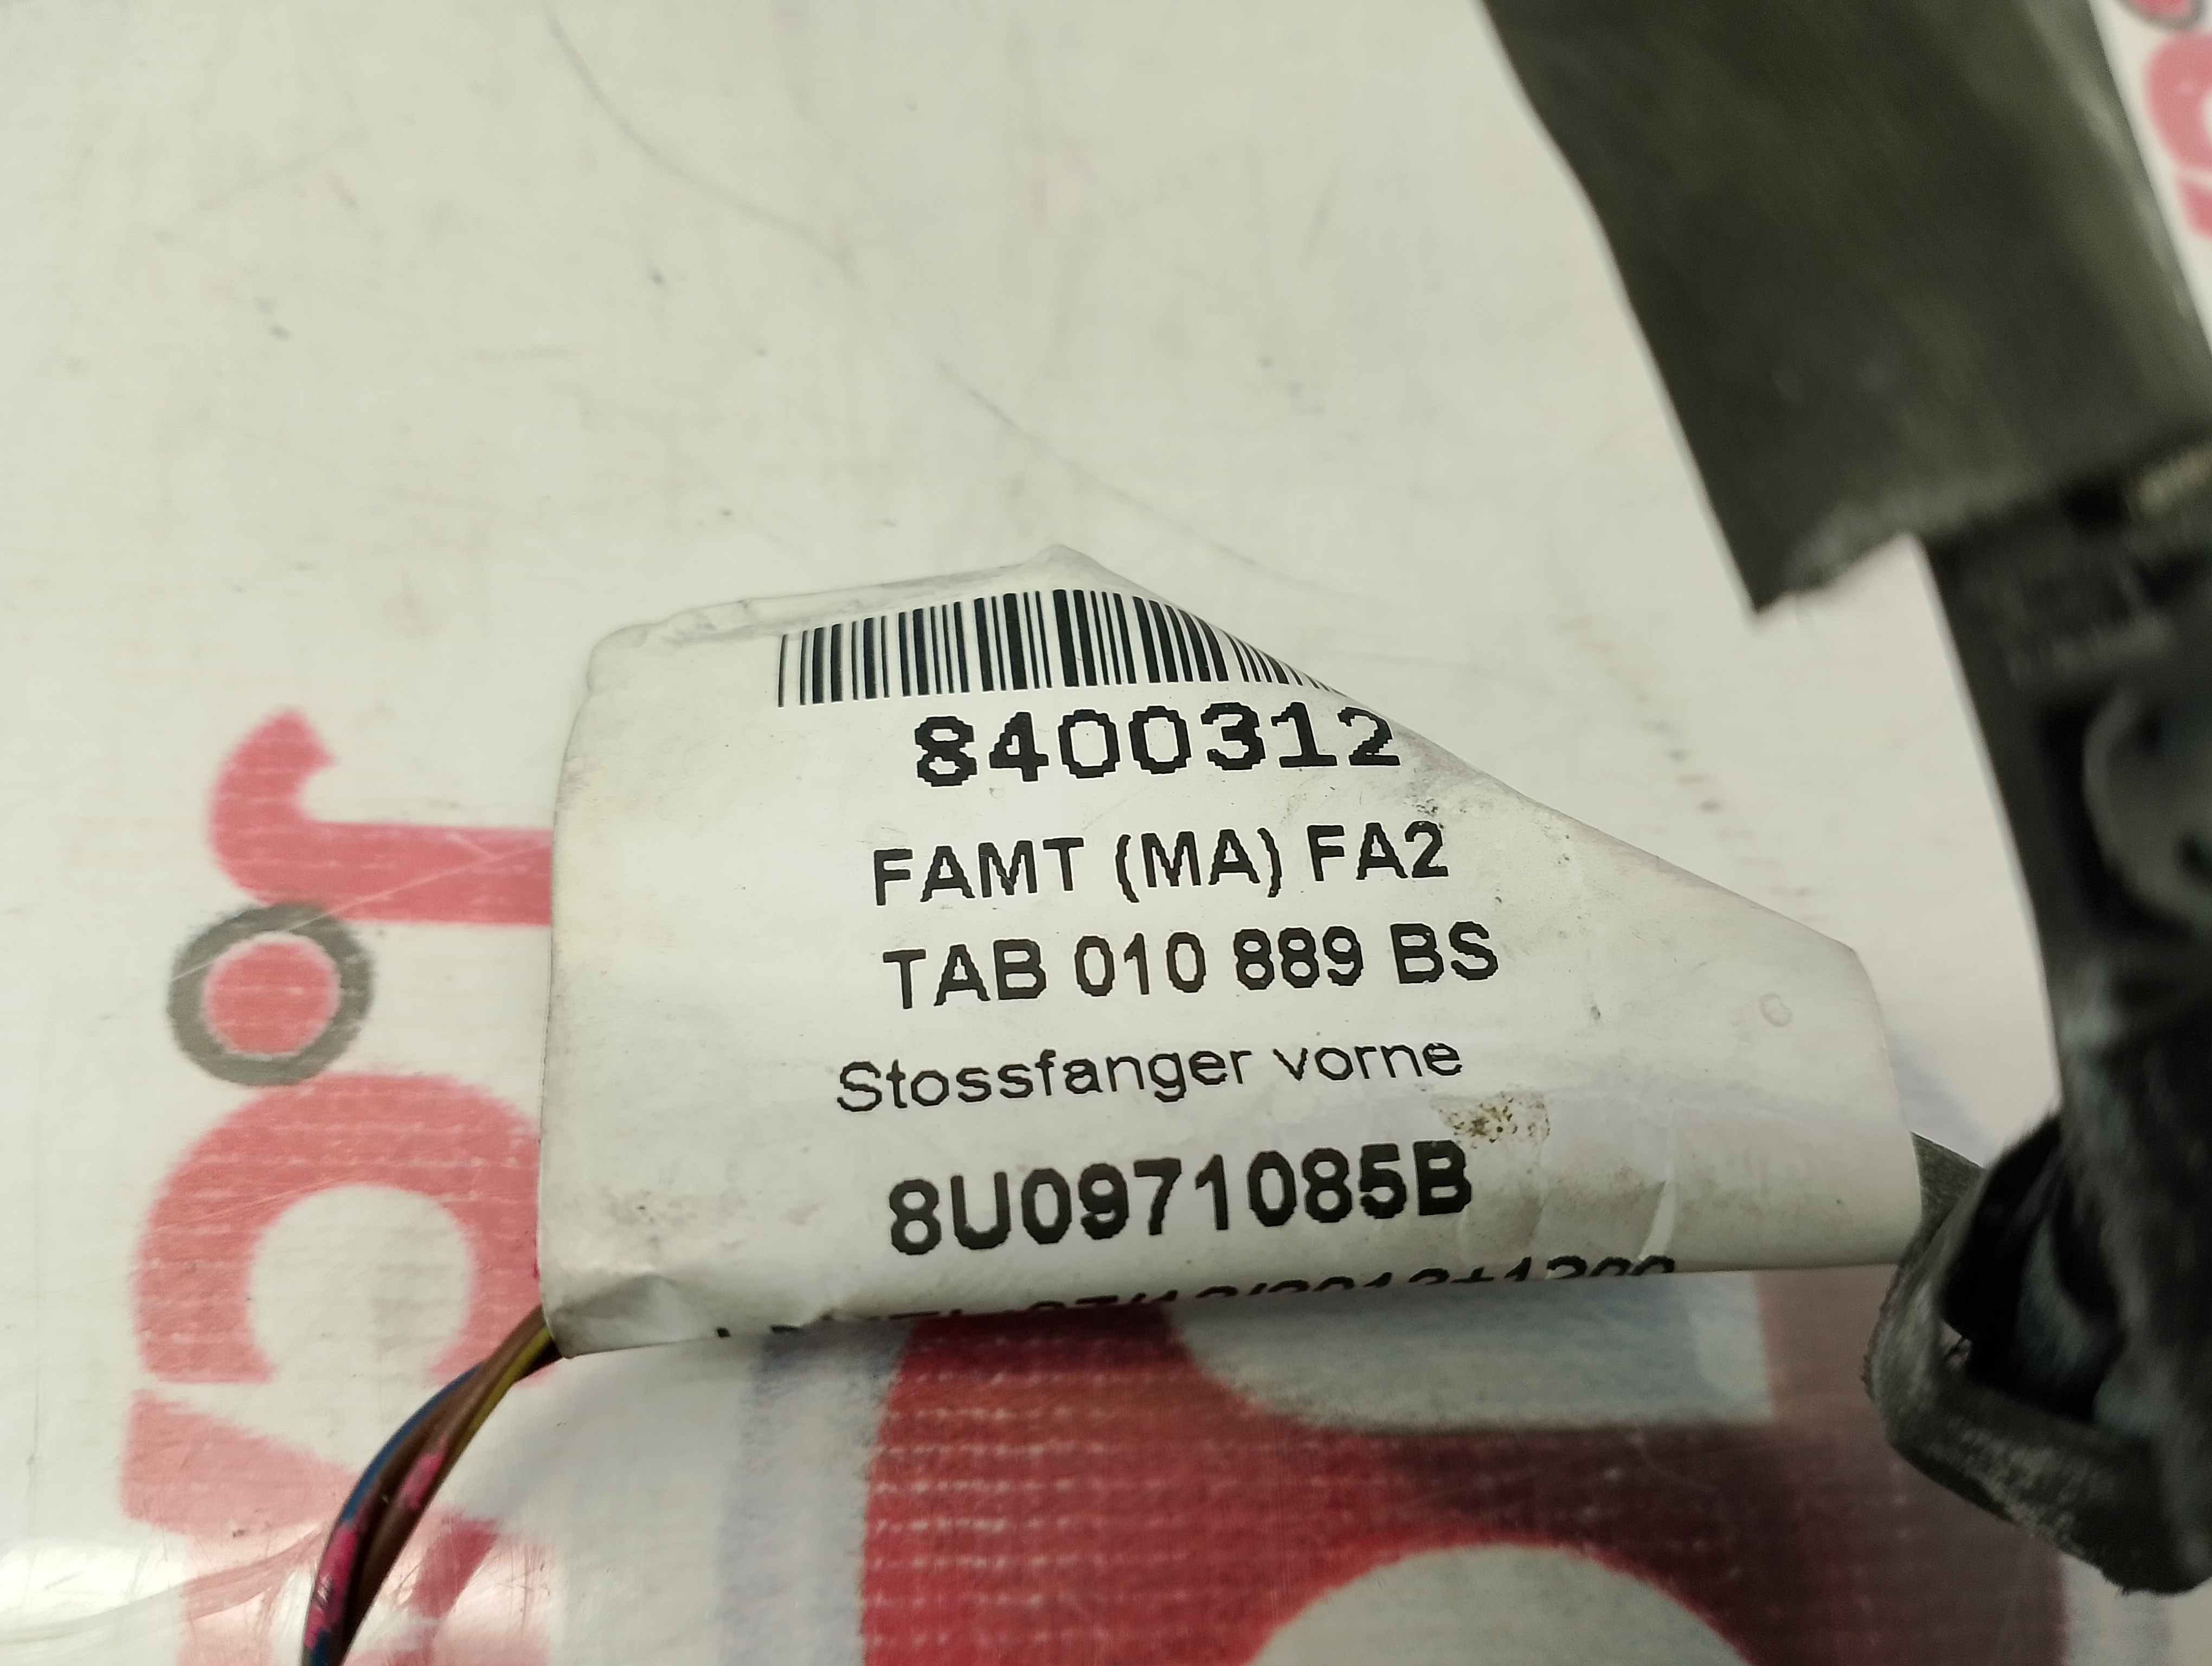 8400312
FAMT (MA) FA2
TAB 010 889 BS
Stossfanger vorne
8U0971085B